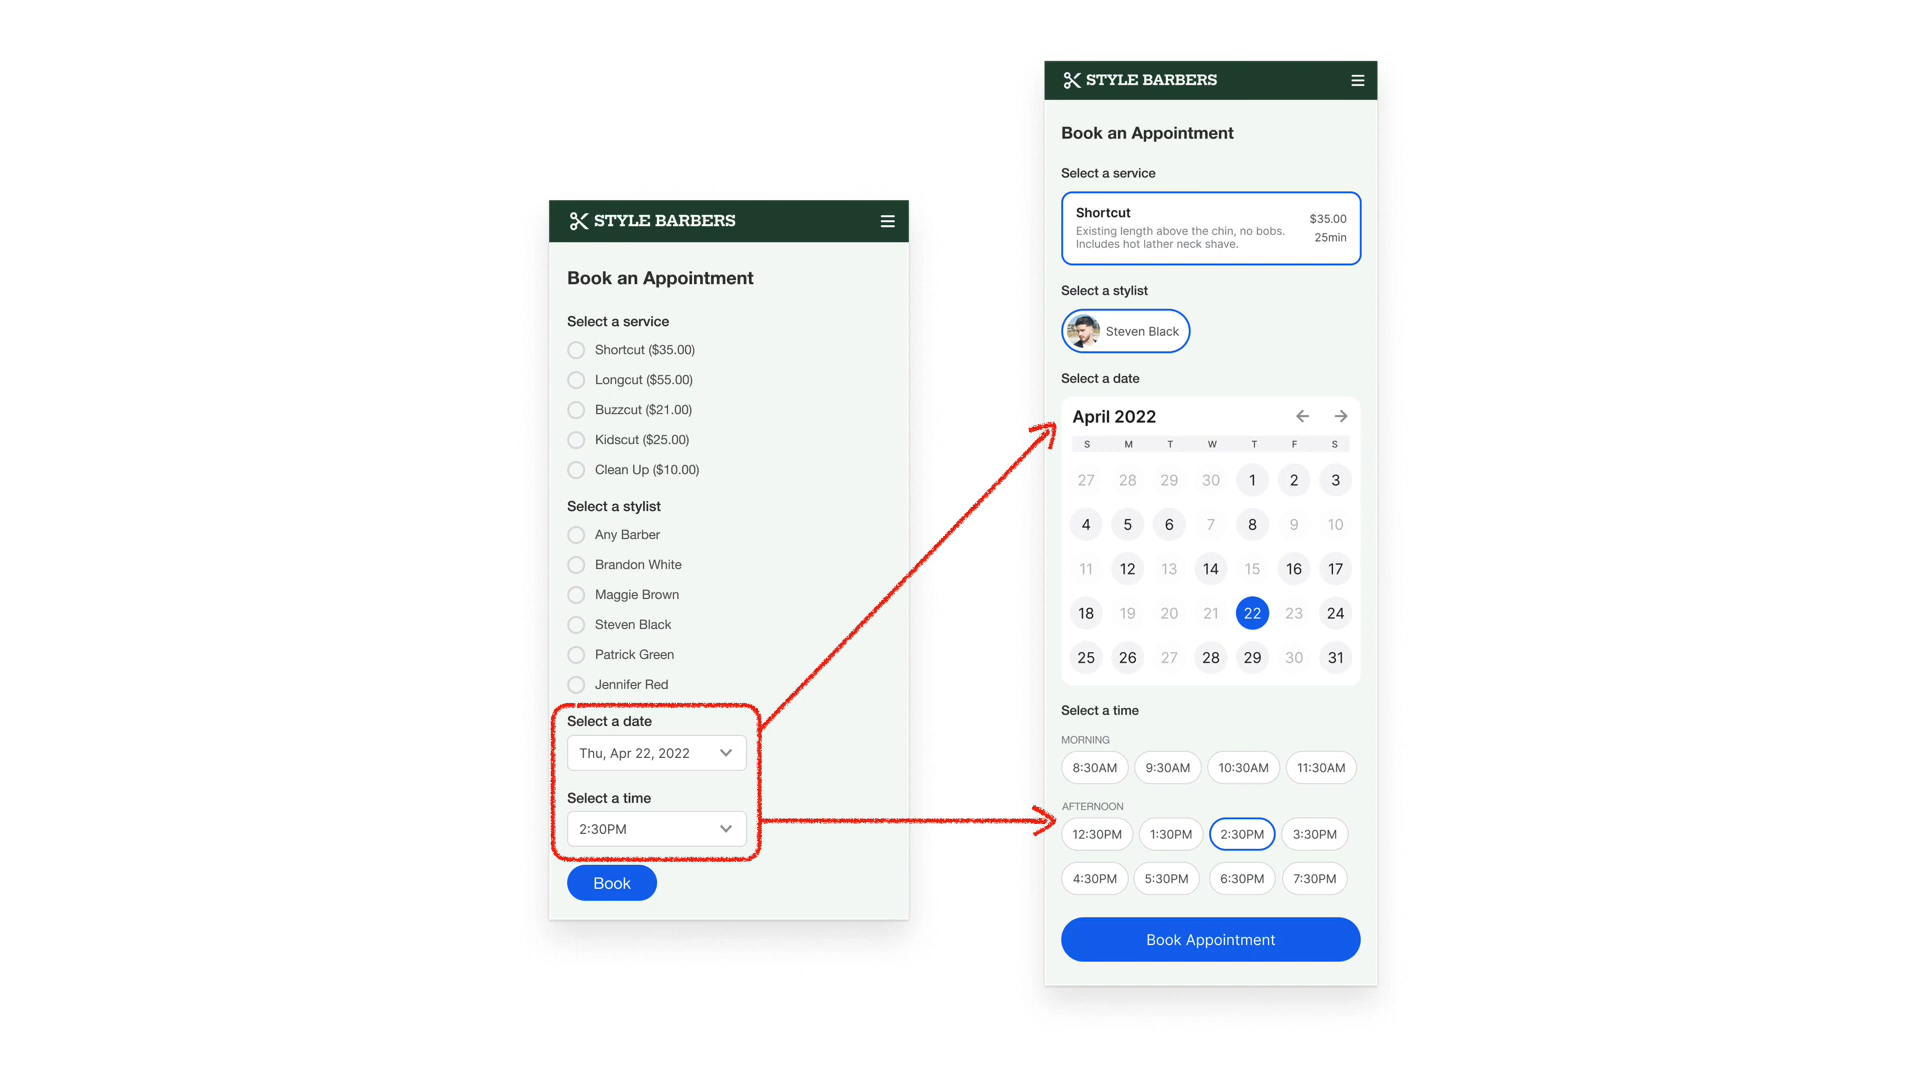 STYLE BARBERS
Book an Appointment
Select a service
Shortcut ($35.00)
Longcut ($55.00)
Buzzcut ($21.00)
Kidscut ($25.00)
Clean Up ($10.00)
Select a stylist
Any Barber
Brandon White
Maggie Brown
Steven Black
Patrick Green
Jennifer Red
Select a date
Thu, Apr 22, 2022
Select a time
2:30PM
Book
STYLE BARBERS
Book an Appointment
Select a service
Shortcut
Existing length above the chin, no bobs.
Includes hot lather neck shave.
$35.00
25min
Select a stylist
Steven Black
Select a date
April 2022
S M T W T F S
27 28 29 30 1 2 3
4 5 6 7 8 9 10
11 12 13 14 15 16 17
18 19 20 21 22 23 24
25 26 27 28 29 30 31
Select a time
MORNING
8:30AM 9:30AM 10:30AM 11:30AM
AFTERNOON
12:30PM 1:30PM 2:30PM 3:30PM
4:30PM 5:30PM 6:30PM 7:30PM
Book Appointment